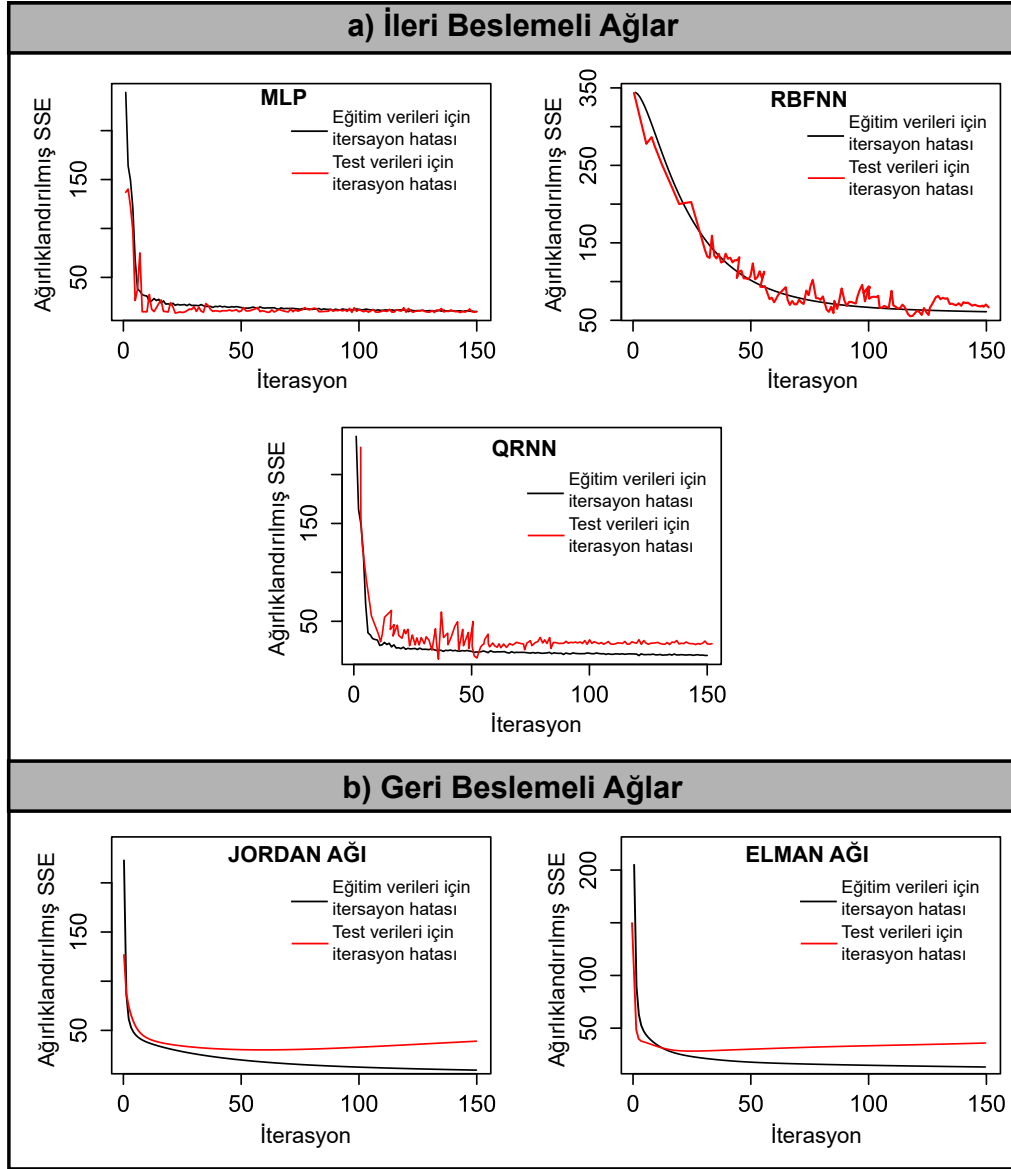 a) İleri Beslemeli Ağlar
MLP
Eğitim verileri için
itersayon hatası
Test verileri için
iterasyon hatası
Ağırlıklandırılmış SSE
50
150
0
50
100
150
İterasyon
RBFNN
Eğitim verileri için
itersayon hatası
Test verileri için
iterasyon hatası
Ağırlıklandırılmış SSE
50
150
250
350
0
50
100
150
İterasyon
QRNN
Eğitim verileri için
itersayon hatası
Test verileri için
iterasyon hatası
Ağırlıklandırılmış SSE
50
150
0
50
100
150
İterasyon
b) Geri Beslemeli Ağlar
JORDAN AĞI
Eğitim verileri için
itersayon hatası
Test verileri için
iterasyon hatası
Ağırlıklandırılmış SSE
50
150
0
50
100
150
İterasyon
ELMAN AĞI
Eğitim verileri için
itersayon hatası
Test verileri için
iterasyon hatası
Ağırlıklandırılmış SSE
50
100
200
0
50
100
150
İterasyon